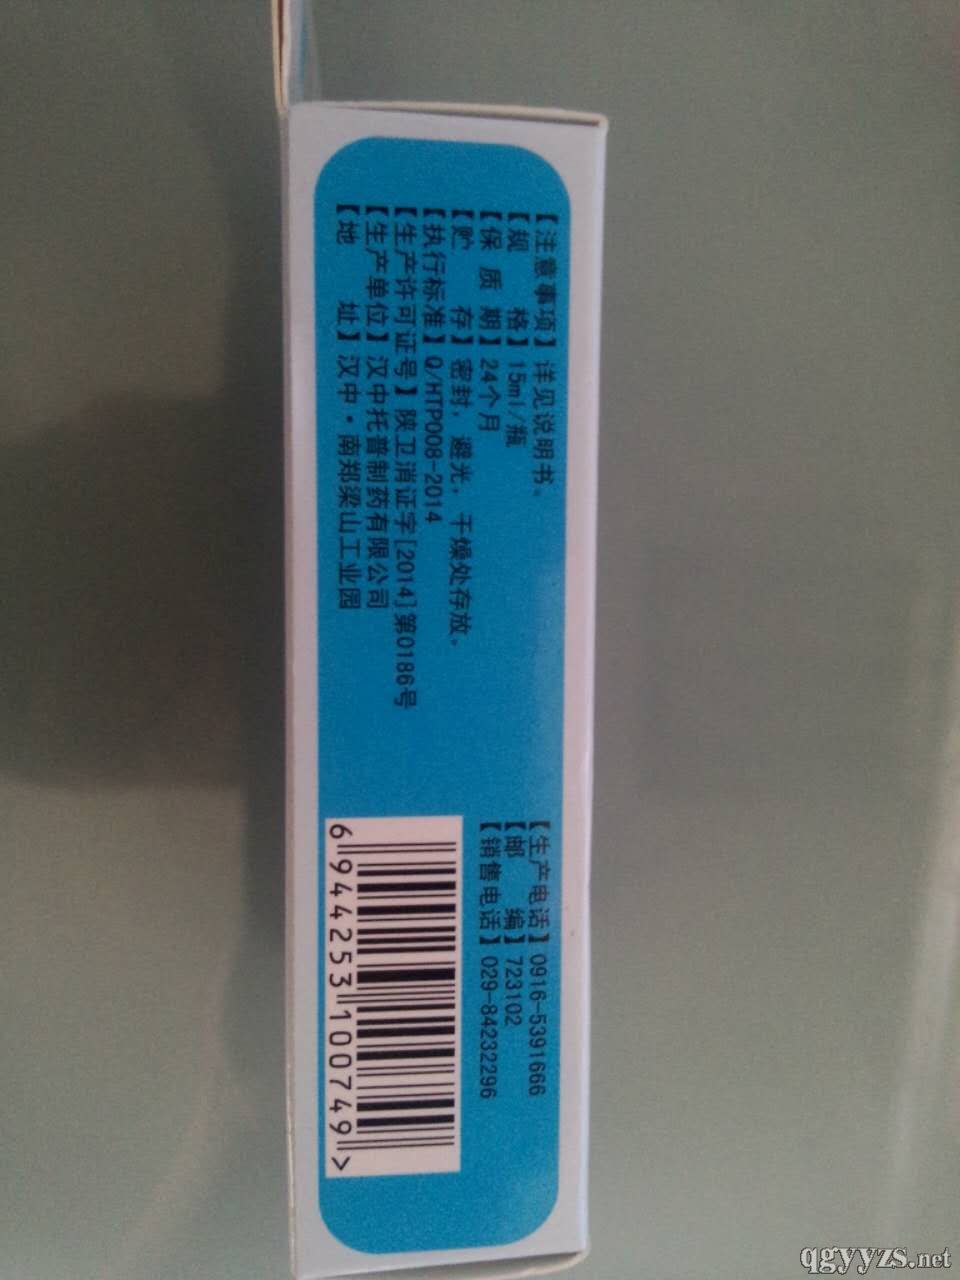 【注意事项】详见说明书。
【规 格】15ml/瓶
【保 质 期】24个月
【贮 存】密封，避光，干燥处存放。
【执行标准】Q/HTP008-2014
【生产许可证号】陕卫消证字[2014]第0186号
【生产单位】汉中托普制药有限公司
【地 址】汉中·南郑梁山工业园
【生产电话】0916-5391666
【邮 编】723102
【销售电话】029-84232296
6 944253 100749 >
qgyyzs.net